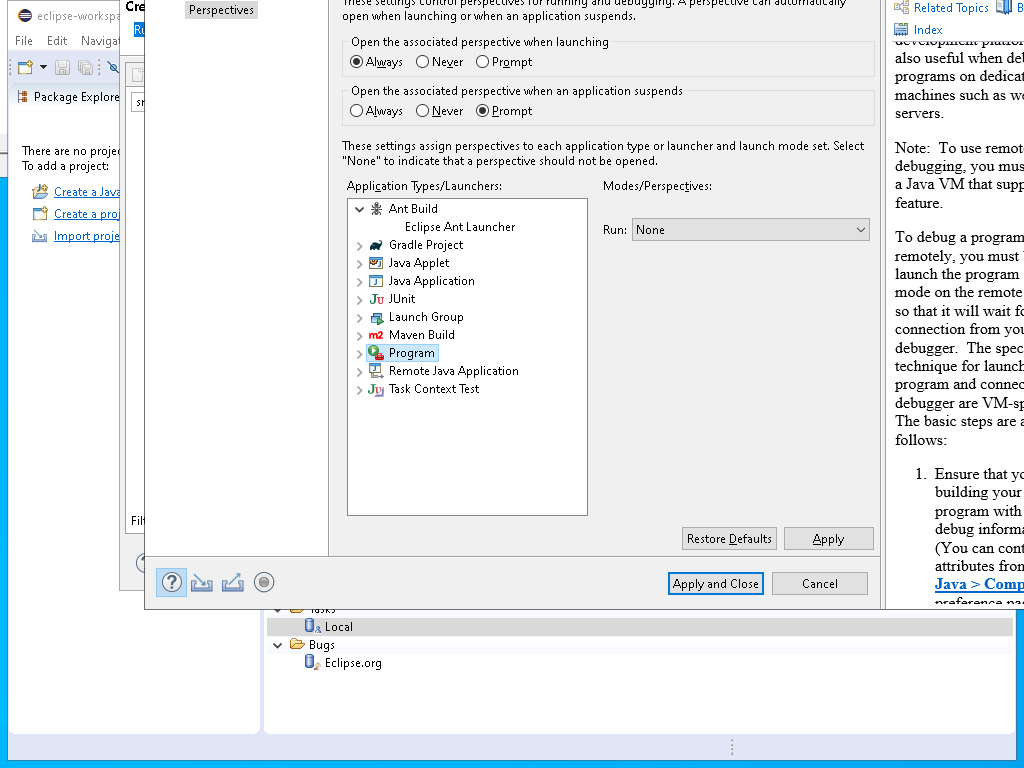 eclipse-workspa
File Edit Navigat
Package Explore
There are no projec
To add a project:
Create a Java
Create a proj
Import proje
Cre
Perspectives
These settings control perspectives for running and debugging. A perspective can automatically
open when launching or when an application suspends.
Open the associated perspective when launching
Always Never Prompt
Open the associated perspective when an application suspends
Always Never Prompt
These settings assign perspectives to each application type or launcher and launch mode set. Select
"None" to indicate that a perspective should not be opened.
Application Types/Launchers:
Modes/Perspectives:
Ant Build
Eclipse Ant Launcher
Gradle Project
Java Applet
Java Application
JUnit
Launch Group
Maven Build
Program
Remote Java Application
Task Context Test
Run: None
Restore Defaults Apply
Apply and Close Cancel
Filt
Tasks
Local
Bugs
Eclipse.org
Related Topics B
Index
development platfor
also useful when deb
programs on dedicat
machines such as we
servers.
Note: To use remote
debugging, you mus
a Java VM that supp
feature.
To debug a program
remotely, you must b
launch the program
mode on the remote
so that it will wait fo
connection from you
debugger. The spec
technique for launch
program and connec
debugger are VM-sp
The basic steps are a
follows:
1. Ensure that yo
building your
program with
debug informa
(You can cont
attributes from
Java > Comp
preference pag